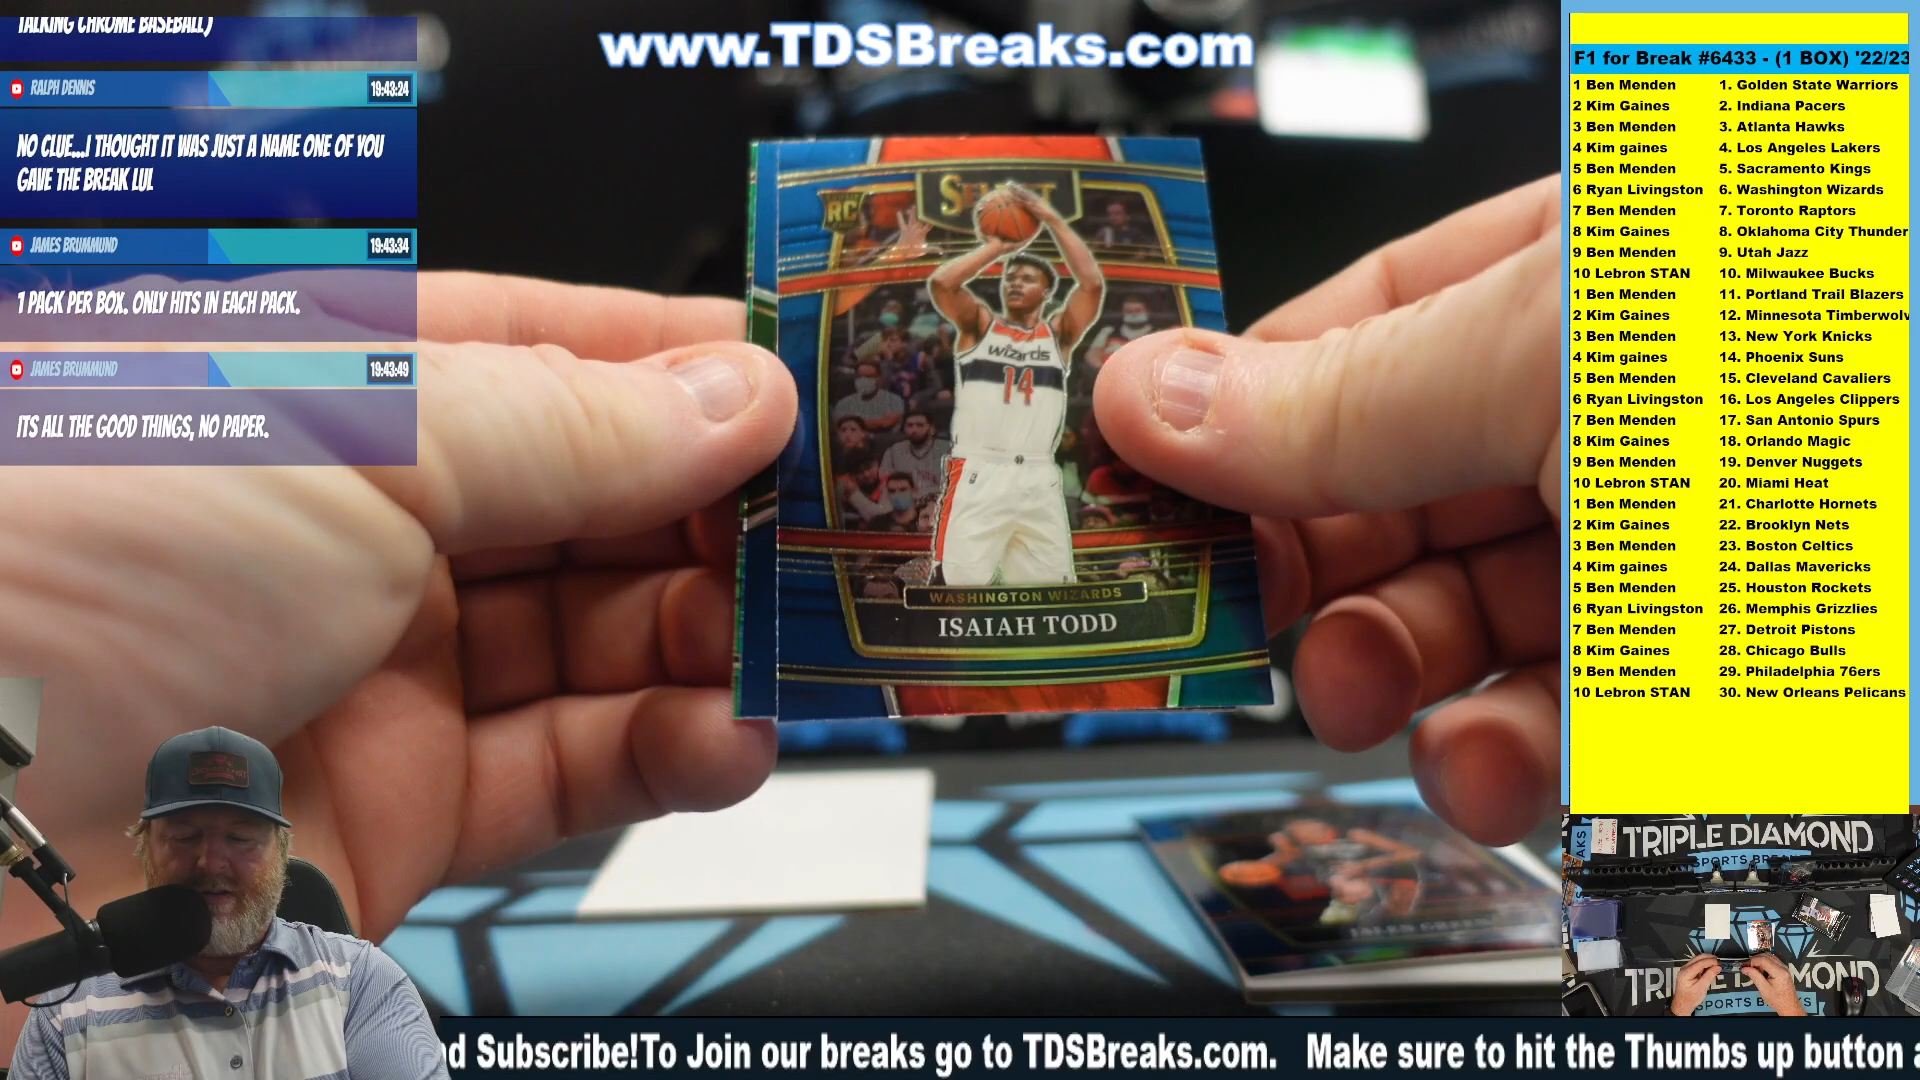 TALKING CHROME BASEBALL)
RALPH DENNIS
19:43:24
NO CLUE...I THOUGHT IT WAS JUST A NAME ONE OF YOU
GAVE THE BREAK LUL
JAMES BRUMMUND
19:43:34
1 PACK PER BOX. ONLY HITS IN EACH PACK.
JAMES BRUMMUND
19:43:49
ITS ALL THE GOOD THINGS, NO PAPER.
www.TDSBreaks.com
RC
SELECT
wizards
14
WASHINGTON WIZARDS
ISAIAH TODD
F1 for Break #6433 - (1 BOX) '22/23
1 Ben Menden 1. Golden State Warriors
2 Kim Gaines 2. Indiana Pacers
3 Ben Menden 3. Atlanta Hawks
4 Kim gaines 4. Los Angeles Lakers
5 Ben Menden 5. Sacramento Kings
6 Ryan Livingston 6. Washington Wizards
7 Ben Menden 7. Toronto Raptors
8 Kim Gaines 8. Oklahoma City Thunder
9 Ben Menden 9. Utah Jazz
10 Lebron STAN 10. Milwaukee Bucks
1 Ben Menden 11. Portland Trail Blazers
2 Kim Gaines 12. Minnesota Timberwolv
3 Ben Menden 13. New York Knicks
4 Kim gaines 14. Phoenix Suns
5 Ben Menden 15. Cleveland Cavaliers
6 Ryan Livingston 16. Los Angeles Clippers
7 Ben Menden 17. San Antonio Spurs
8 Kim Gaines 18. Orlando Magic
9 Ben Menden 19. Denver Nuggets
10 Lebron STAN 20. Miami Heat
1 Ben Menden 21. Charlotte Hornets
2 Kim Gaines 22. Brooklyn Nets
3 Ben Menden 23. Boston Celtics
4 Kim gaines 24. Dallas Mavericks
5 Ben Menden 25. Houston Rockets
6 Ryan Livingston 26. Memphis Grizzlies
7 Ben Menden 27. Detroit Pistons
8 Kim Gaines 28. Chicago Bulls
9 Ben Menden 29. Philadelphia 76ers
10 Lebron STAN 30. New Orleans Pelicans
TRIPLE DIAMOND
SPORTS BREAKS
TRIPLE DIAMOND
SPORTS BREAKS
nd Subscribe!To Join our breaks go to TDSBreaks.com. Make sure to hit the Thumbs up button a